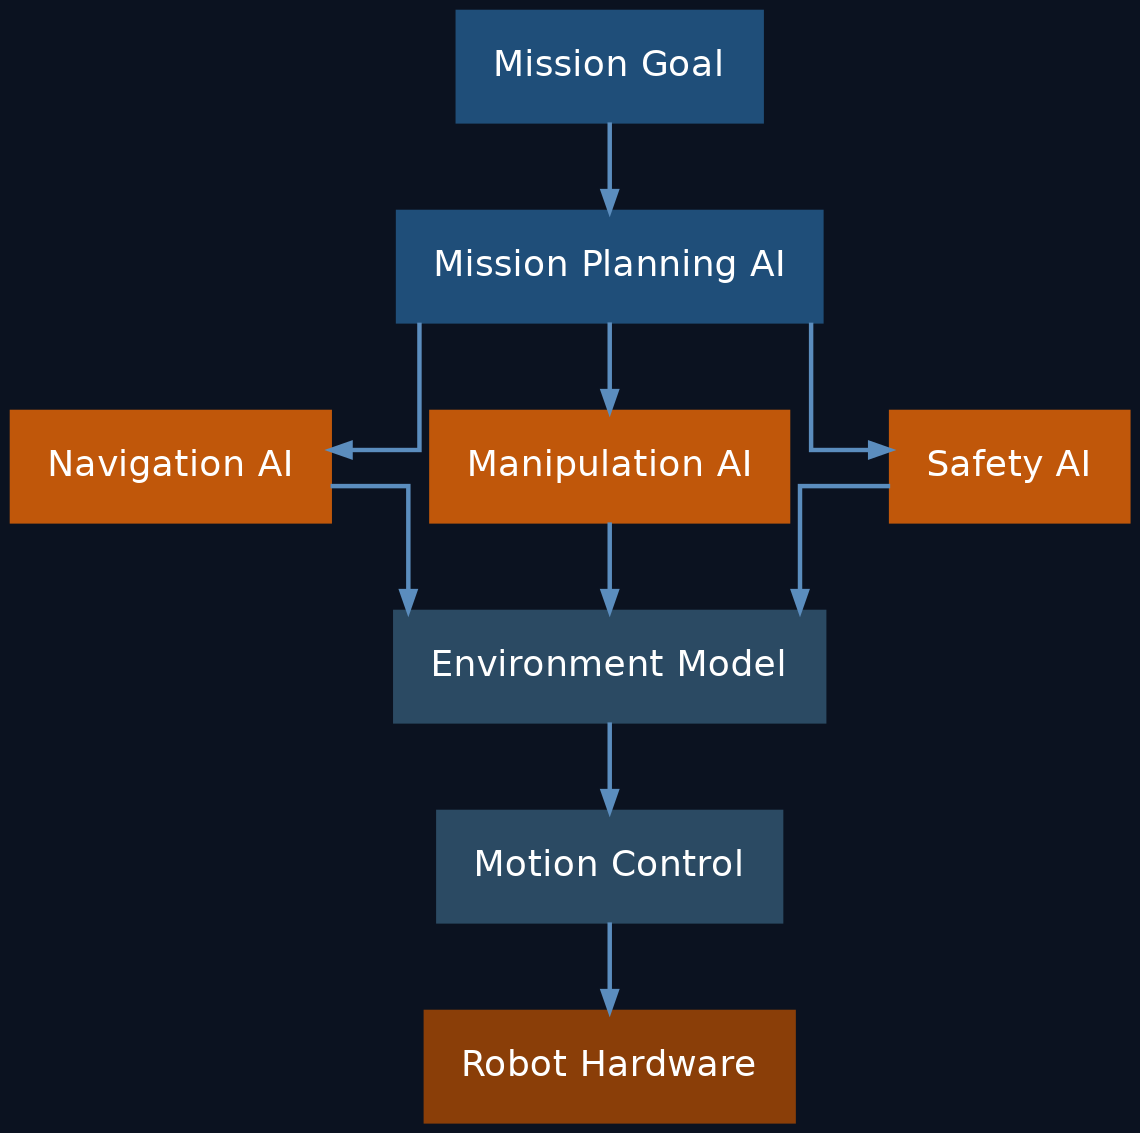 Mission Goal
Mission Planning AI
Navigation AI
Manipulation AI
Safety AI
Environment Model
Motion Control
Robot Hardware